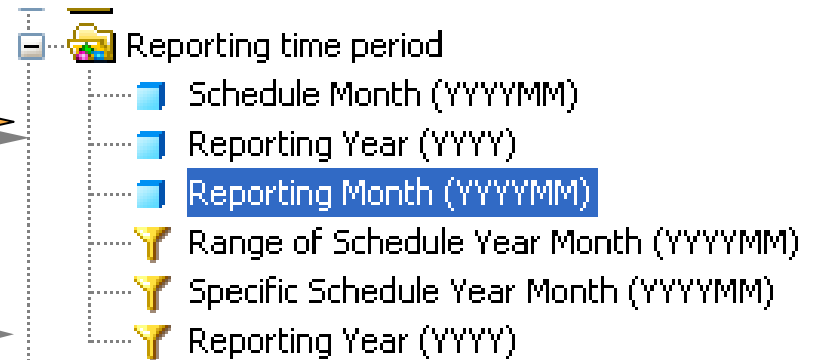 Reporting time period
Schedule Month (YYYYMM)
Reporting Year (YYYY)
Reporting Month (YYYYMM)
Range of Schedule Year Month (YYYYMM)
Specific Schedule Year Month (YYYYMM)
Reporting Year (YYYY)